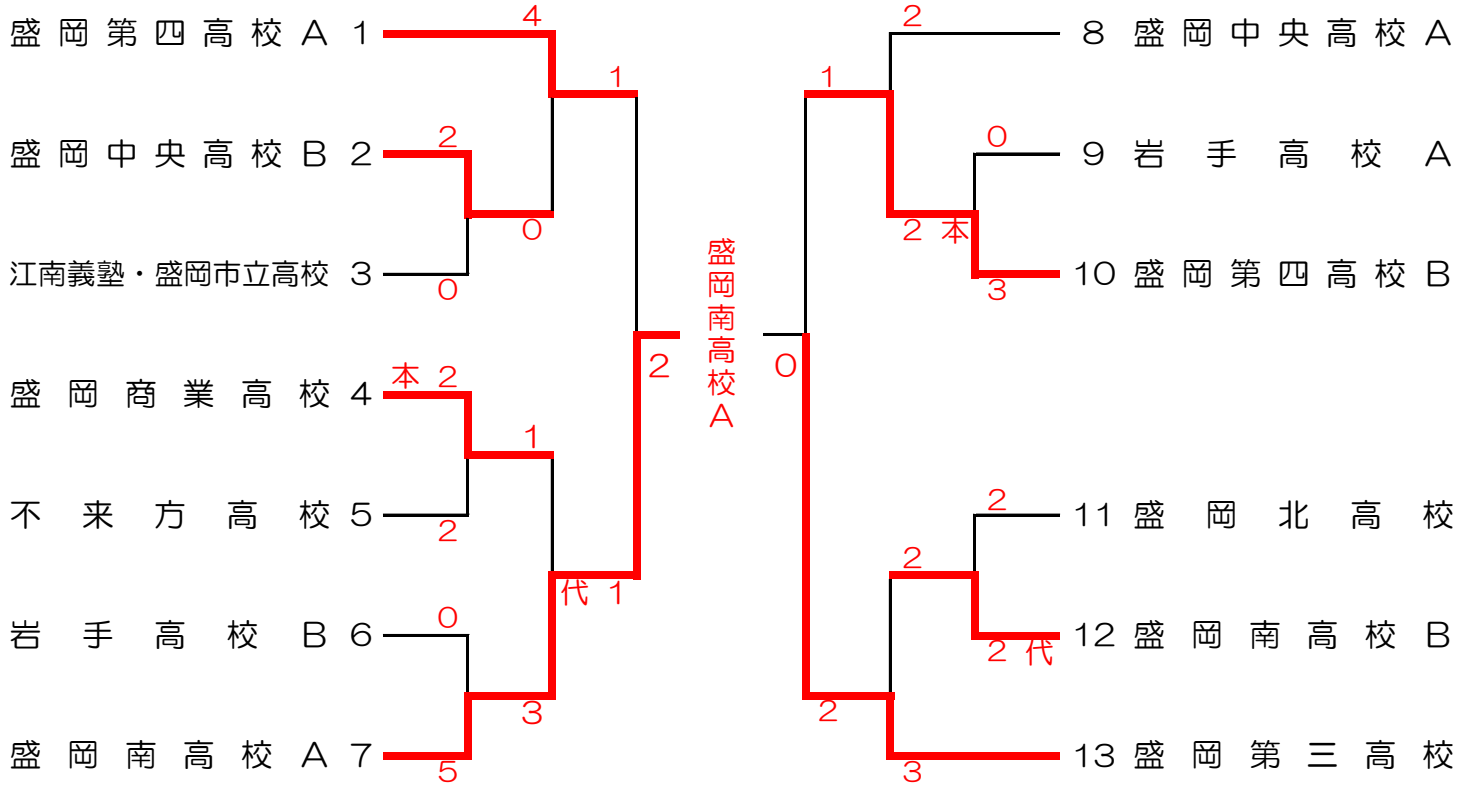 盛岡第四高校A 1
4
1
盛岡中央高校B 2
2
0
江南義塾・盛岡市立高校 3
0
盛岡商業高校 4
本 2
1
不来方高校 5
2
代 1
岩手高校B 6
0
3
盛岡南高校A 7
5
2
盛岡南高校A
0
2
8 盛岡中央高校A
1
0
9 岩手高校A
2 本
3
10 盛岡第四高校B
2
11 盛岡北高校
2
2 代
12 盛岡南高校B
2
3
13 盛岡第三高校